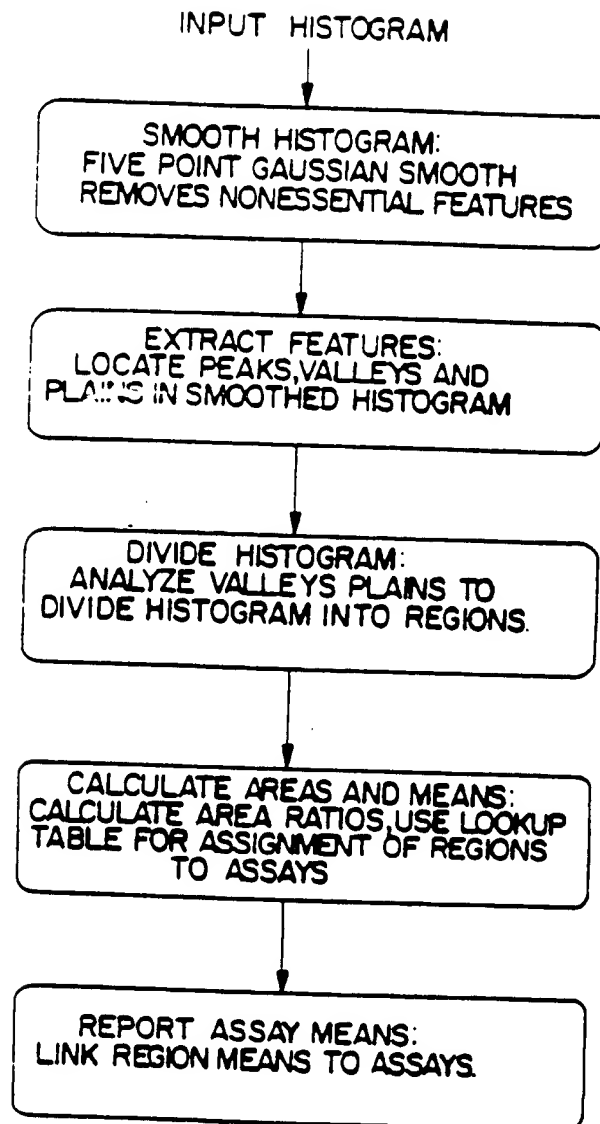 INPUT HISTOGRAM
SMOOTH HISTOGRAM:
FIVE POINT GAUSSIAN SMOOTH
REMOVES NONESSENTIAL FEATURES
EXTRACT FEATURES:
LOCATE PEAKS,VALLEYS AND
PLAINS IN SMOOTHED HISTOGRAM
DIVIDE HISTOGRAM:
ANALYZE VALLEYS PLAINS TO
DIVIDE HISTOGRAM INTO REGIONS.
CALCULATE AREAS AND MEANS:
CALCULATE AREA RATIOS,USE LOOKUP
TABLE FOR ASSIGNMENT OF REGIONS
TO ASSAYS
REPORT ASSAY MEANS:
LINK REGION MEANS TO ASSAYS.